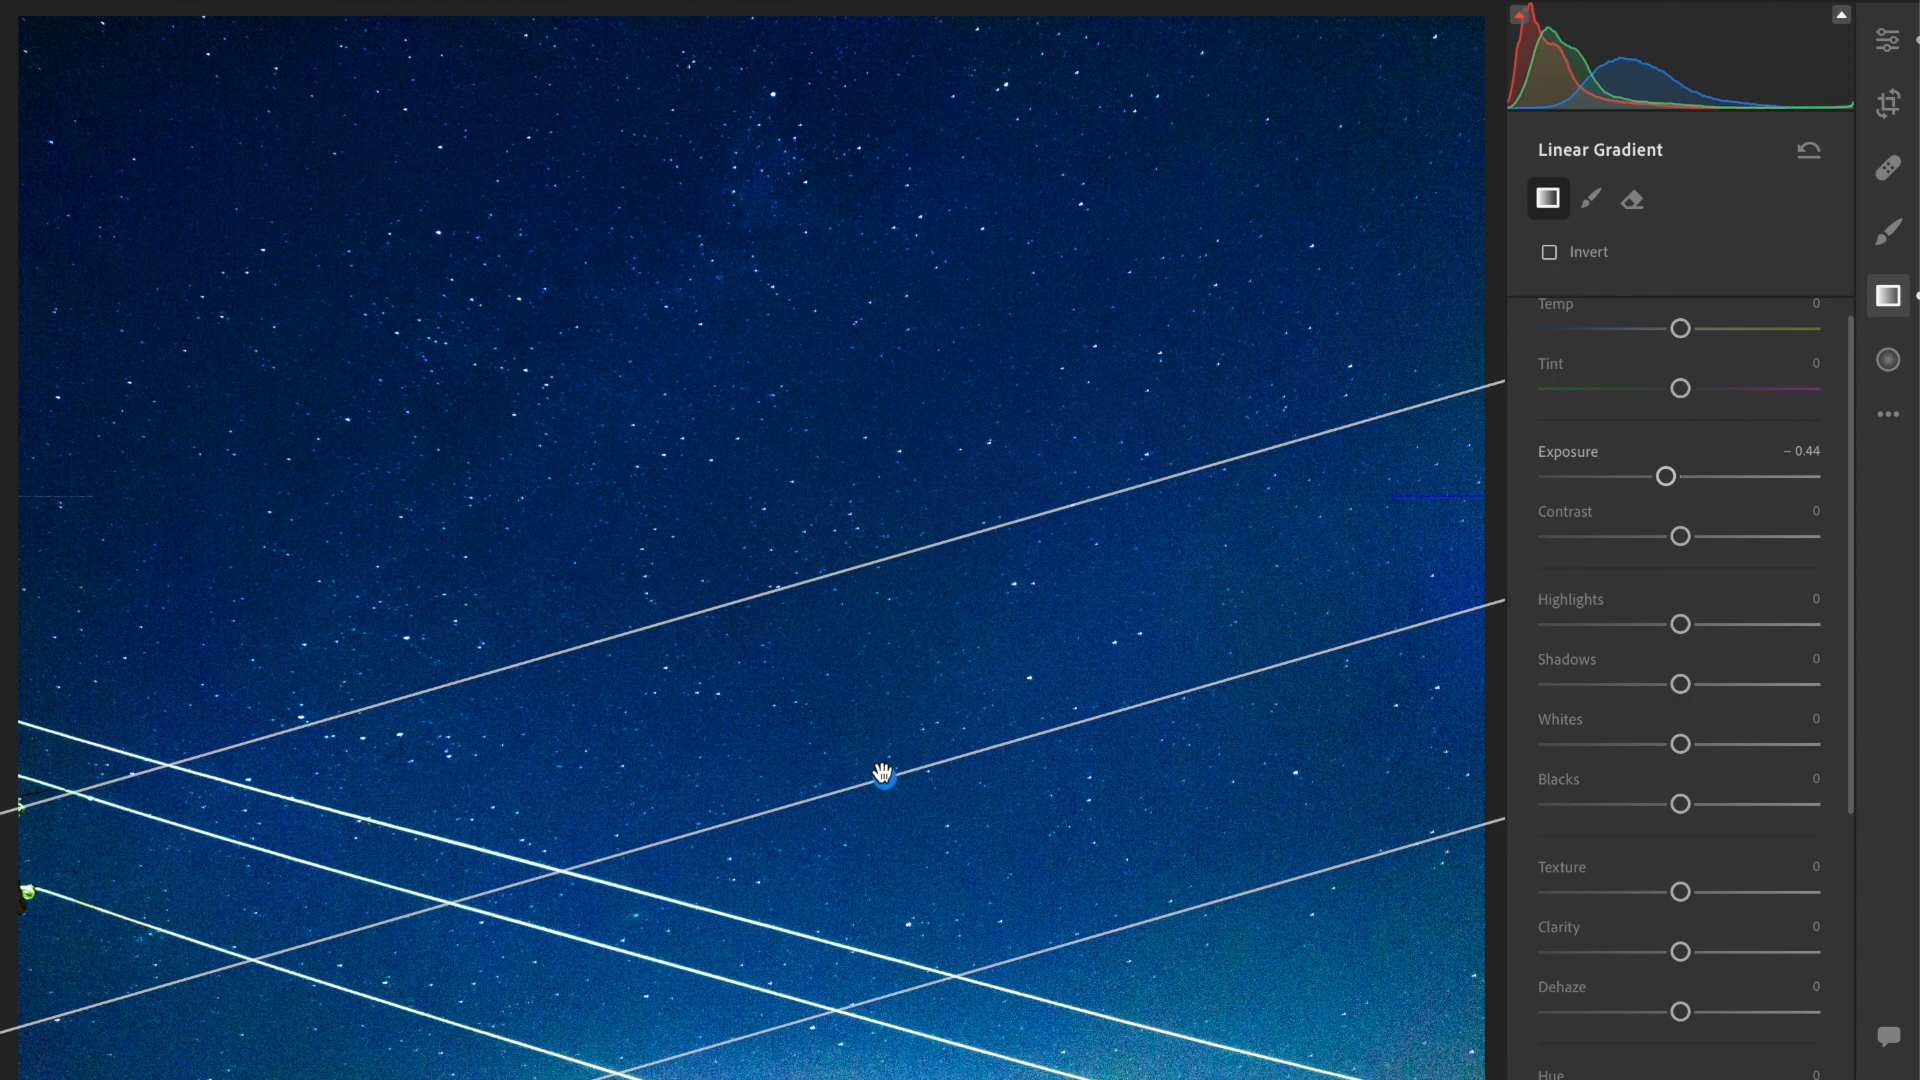 Linear Gradient
Invert
Temp 0
Tint 0
Exposure – 0.44
Contrast 0
Highlights 0
Shadows 0
Whites 0
Blacks 0
Texture 0
Clarity 0
Dehaze 0
Hue 0